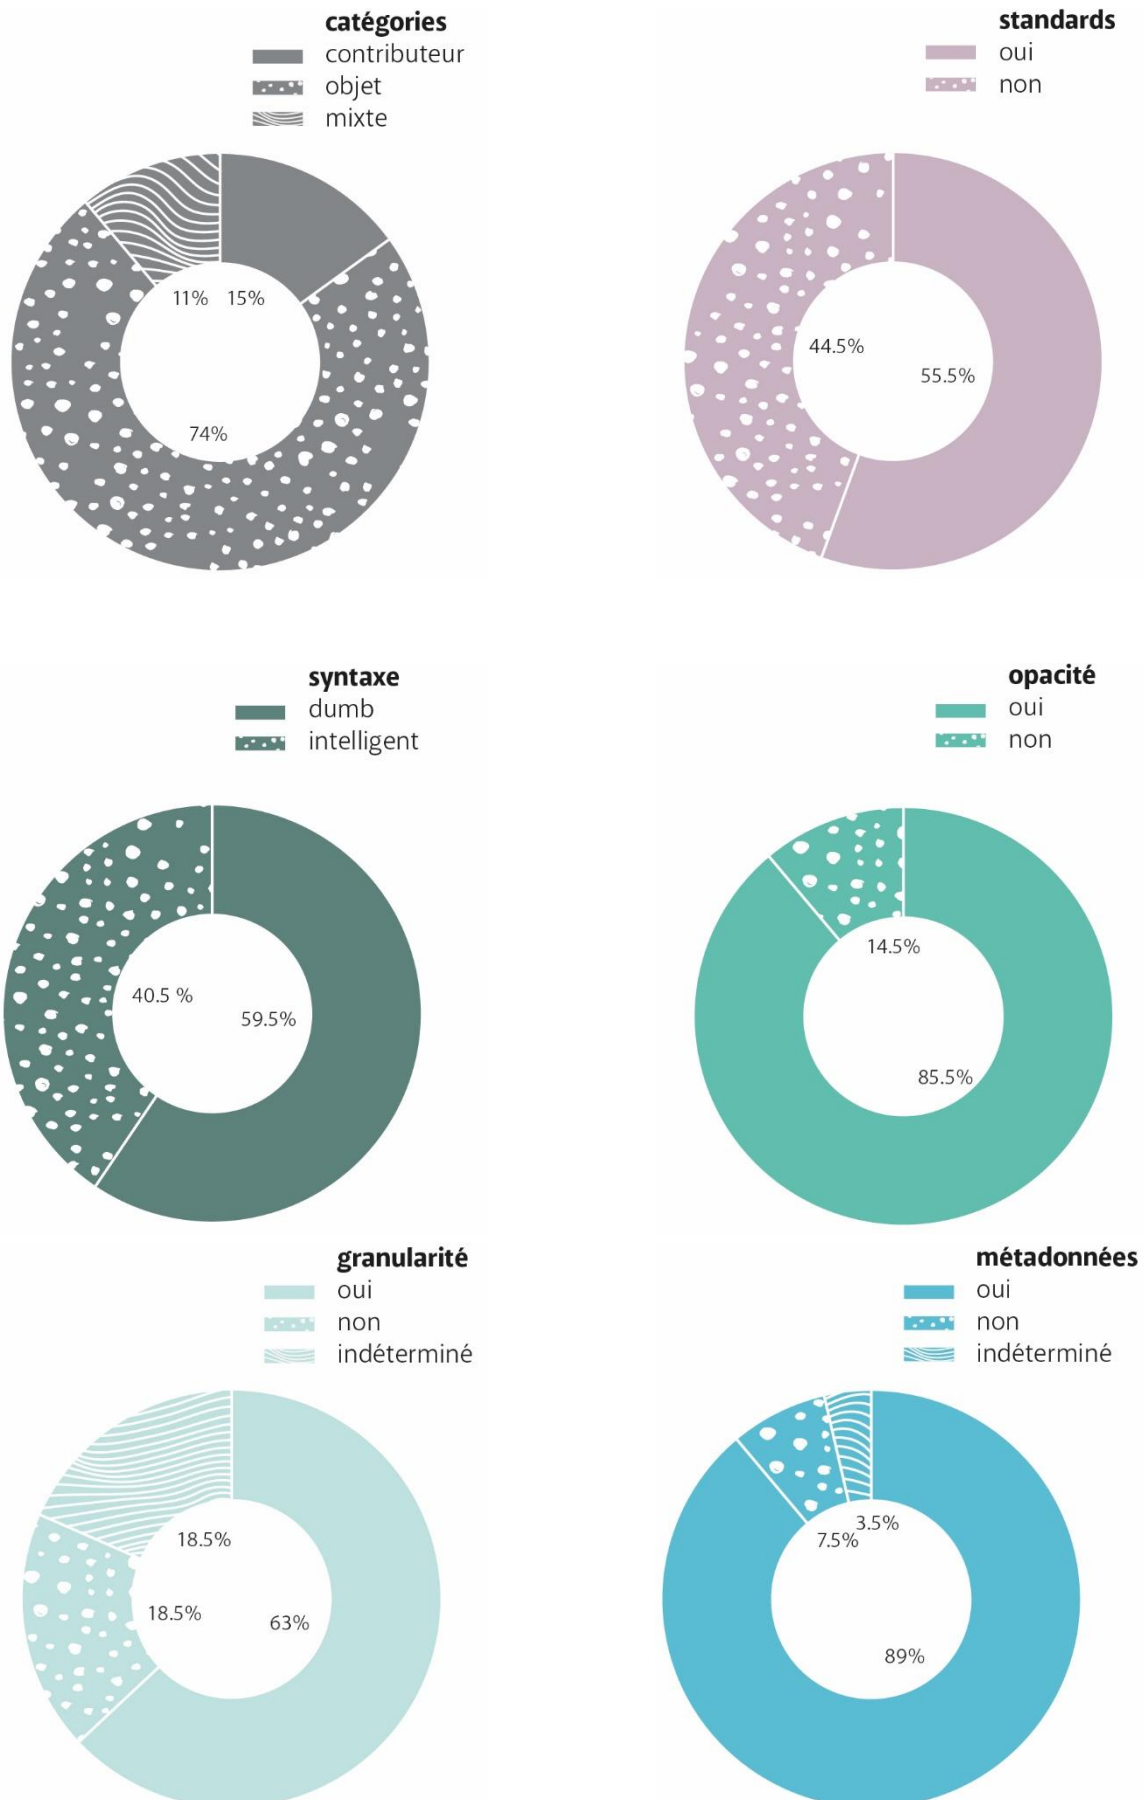 catégories
contributeur
objet
mixte
11% 15%
74%
standards
oui
non
44.5%
55.5%
syntaxe
dumb
intelligent
40.5 %
59.5%
opacité
oui
non
14.5%
85.5%
granularité
oui
non
indéterminé
18.5%
18.5%
63%
métadonnées
oui
non
indéterminé
3.5%
7.5%
89%